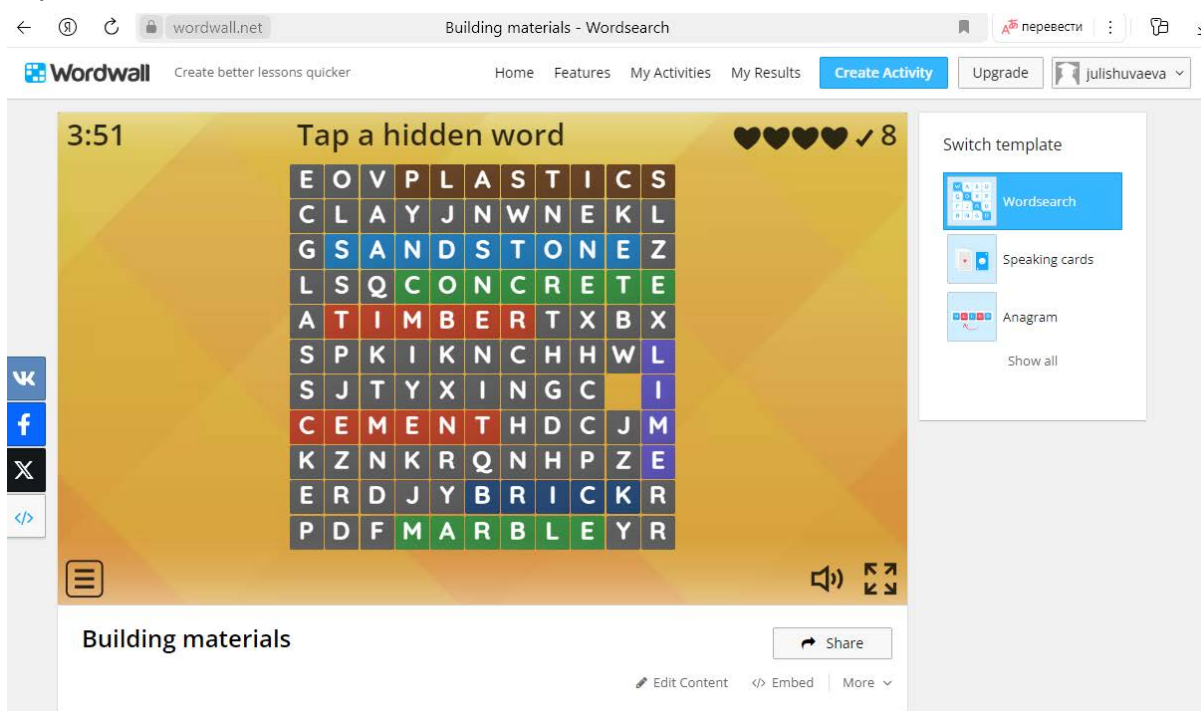 wordwall.net
Building materials - Wordsearch
перевести
Wordwall
Create better lessons quicker
Home Features My Activities My Results Create Activity Upgrade julishuvaeva
3:51 Tap a hidden word 8
E O V P L A S T I C S
C L A Y J N W N E K L
G S A N D S T O N E Z
L S Q C O N C R E T E
A T I M B E R T X B X
S P K I K N C H H W L
S J T Y X I N G C I
C E M E N T H D C J M
K Z N K R Q N H P Z E
E R D J Y B R I C K R
P D F M A R B L E Y R
Switch template
Wordsearch
Speaking cards
Anagram
Show all
Building materials
Share
Edit Content </> Embed More